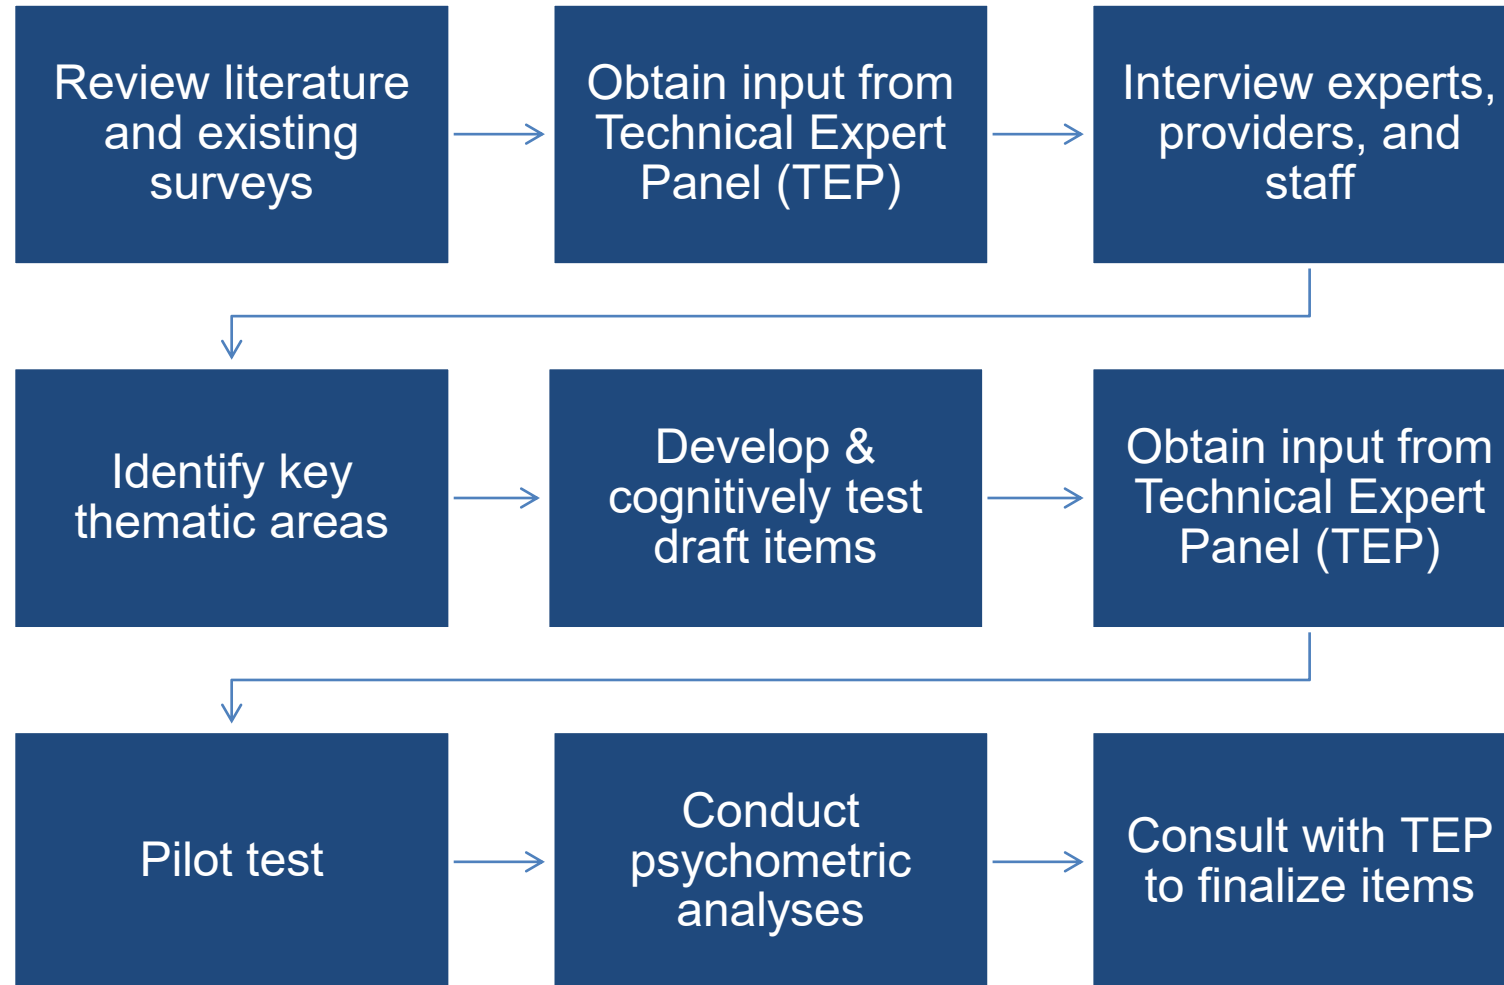 Review literature
and existing
surveys
Obtain input from
Technical Expert
Panel (TEP)
Interview experts,
providers, and
staff
Identify key
thematic areas
Develop &
cognitively test
draft items
Obtain input from
Technical Expert
Panel (TEP)
Pilot test
Conduct
psychometric
analyses
Consult with TEP
to finalize items